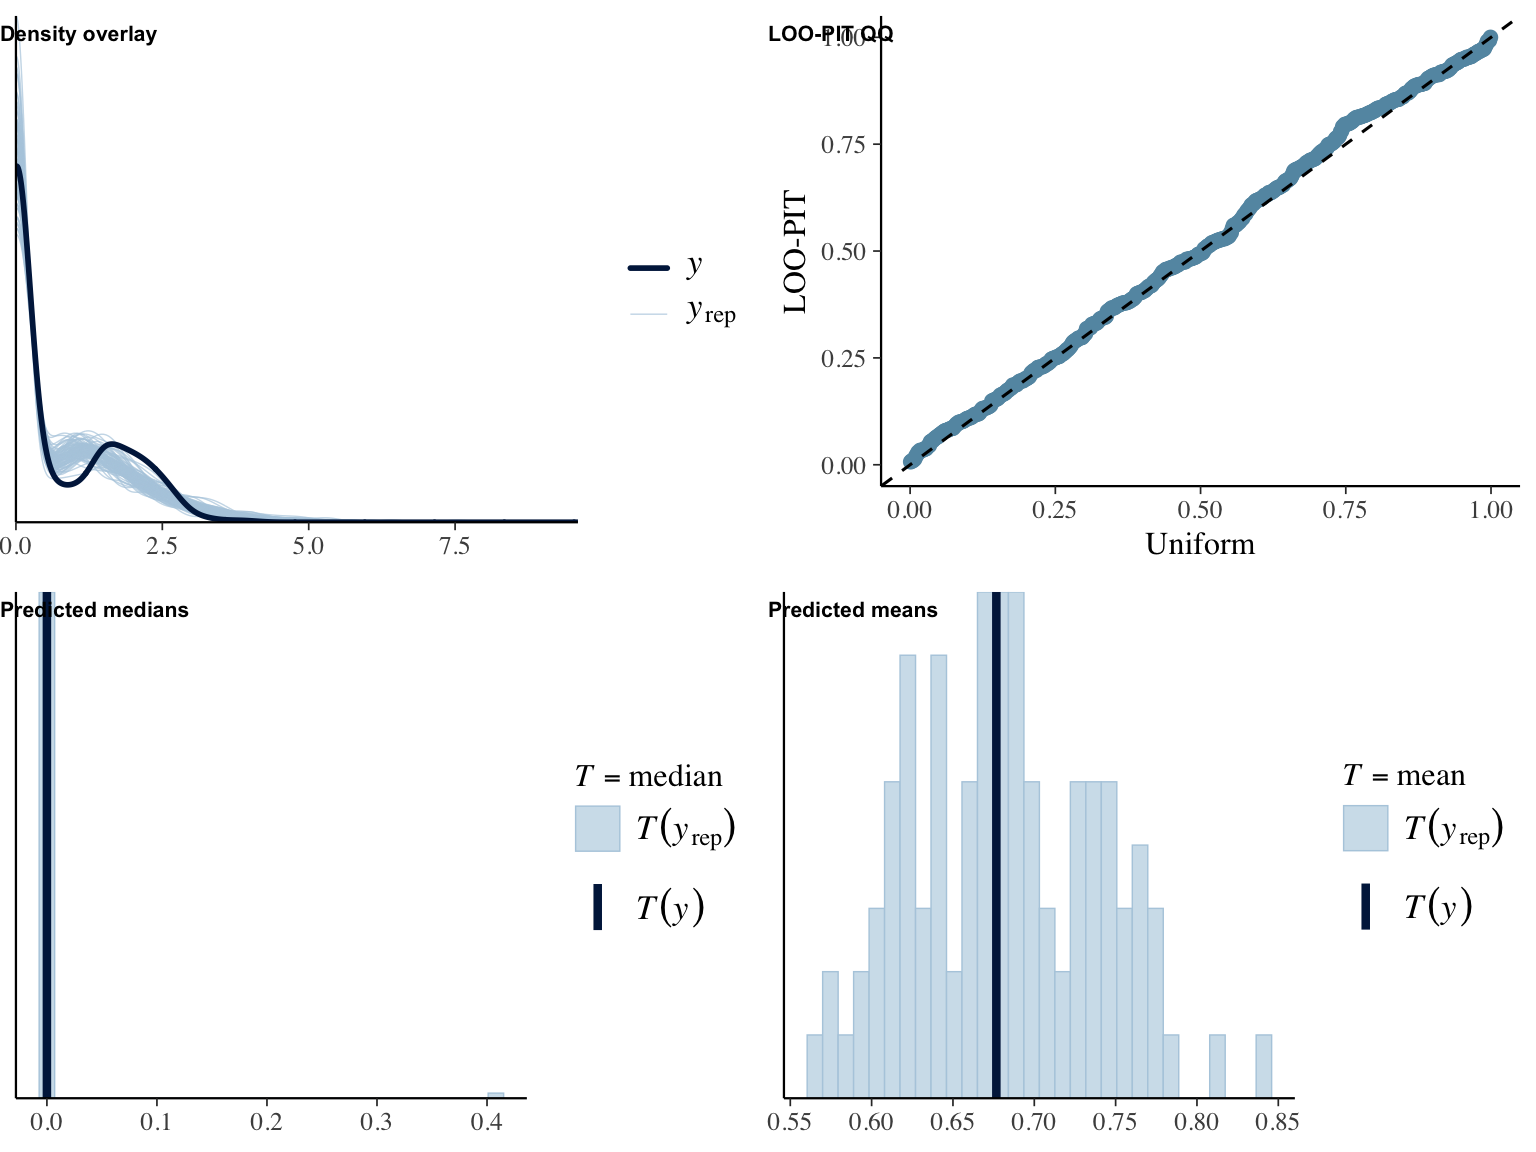 Density overlay
y
y rep
0.0 2.5 5.0 7.5
LOO-PIT QQ
1.00
0.75
0.50
0.25
0.00
LOO-PIT
0.00 0.25 0.50 0.75 1.00
Uniform
Predicted medians
T = median
T(y rep)
T(y)
0.0 0.1 0.2 0.3 0.4
Predicted means
T = mean
T(y rep)
T(y)
0.55 0.60 0.65 0.70 0.75 0.80 0.85